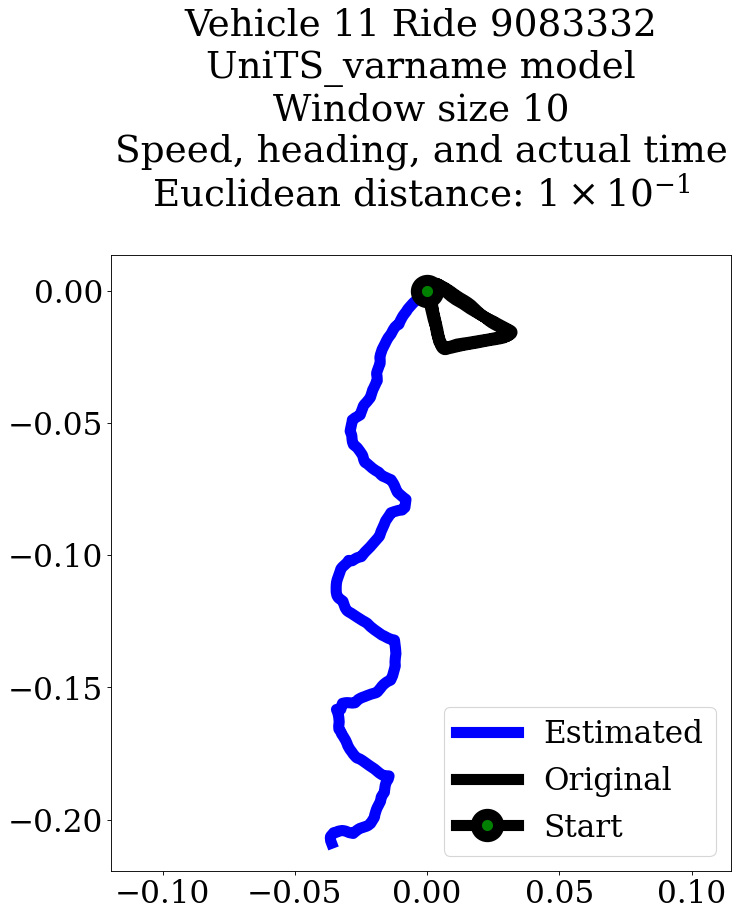 Vehicle 11 Ride 9083332
UniTS_varname model
Window size 10
Speed, heading, and actual time
Euclidean distance: 1 × 10⁻¹
0.00
−0.05
−0.10
−0.15
−0.20
Estimated
Original
Start
−0.10 −0.05 0.00 0.05 0.10